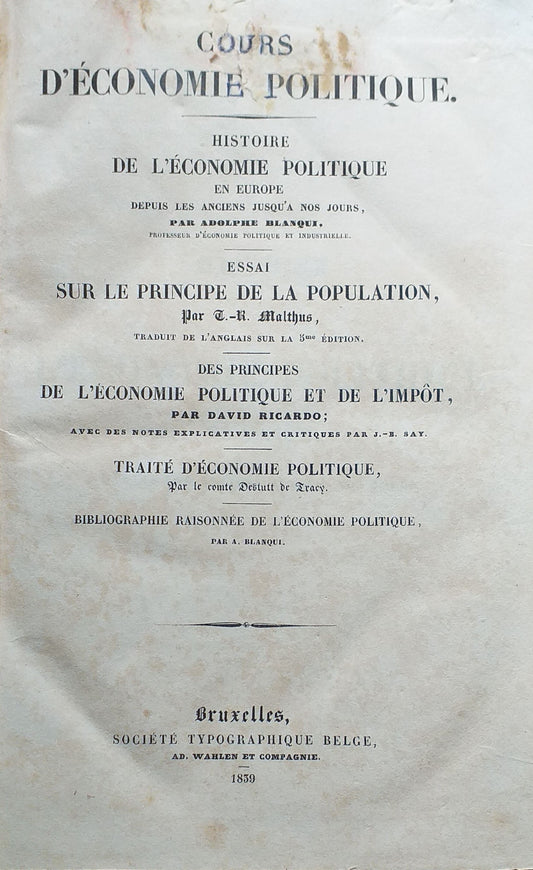 COURS
D'ÉCONOMIE POLITIQUE.
HISTOIRE
DE L'ÉCONOMIE POLITIQUE
EN EUROPE
DEPUIS LES ANCIENS JUSQU'A NOS JOURS,
PAR ADOLPHE BLANQUI.
PROFESSEUR D'ÉCONOMIE POLITIQUE ET INDUSTRIELLE.
ESSAI
SUR LE PRINCIPE DE LA POPULATION,
Par T.-R. Malthus,
TRADUIT DE L'ANGLAIS SUR LA 5me ÉDITION.
DES PRINCIPES
DE L'ÉCONOMIE POLITIQUE ET DE L'IMPÔT,
PAR DAVID RICARDO;
AVEC DES NOTES EXPLICATIVES ET CRITIQUES PAR J.-B. SAY.
TRAITÉ D'ÉCONOMIE POLITIQUE,
Par le comte Destutt de Tracy.
BIBLIOGRAPHIE RAISONNÉE DE L'ÉCONOMIE POLITIQUE,
PAR A. BLANQUI.
Bruxelles,
SOCIÉTÉ TYPOGRAPHIQUE BELGE,
AD. WAHLEN ET COMPAGNIE.
1839